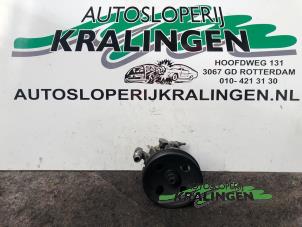 AUTOSLOPERIJ
KRALINGEN
HOOFDWEG 131
3067 GD ROTTERDAM
010- 421 31 30
AUTOSLOPERIJKRALINGEN.NL
AUTOSLOPERIJ
KRALINGEN